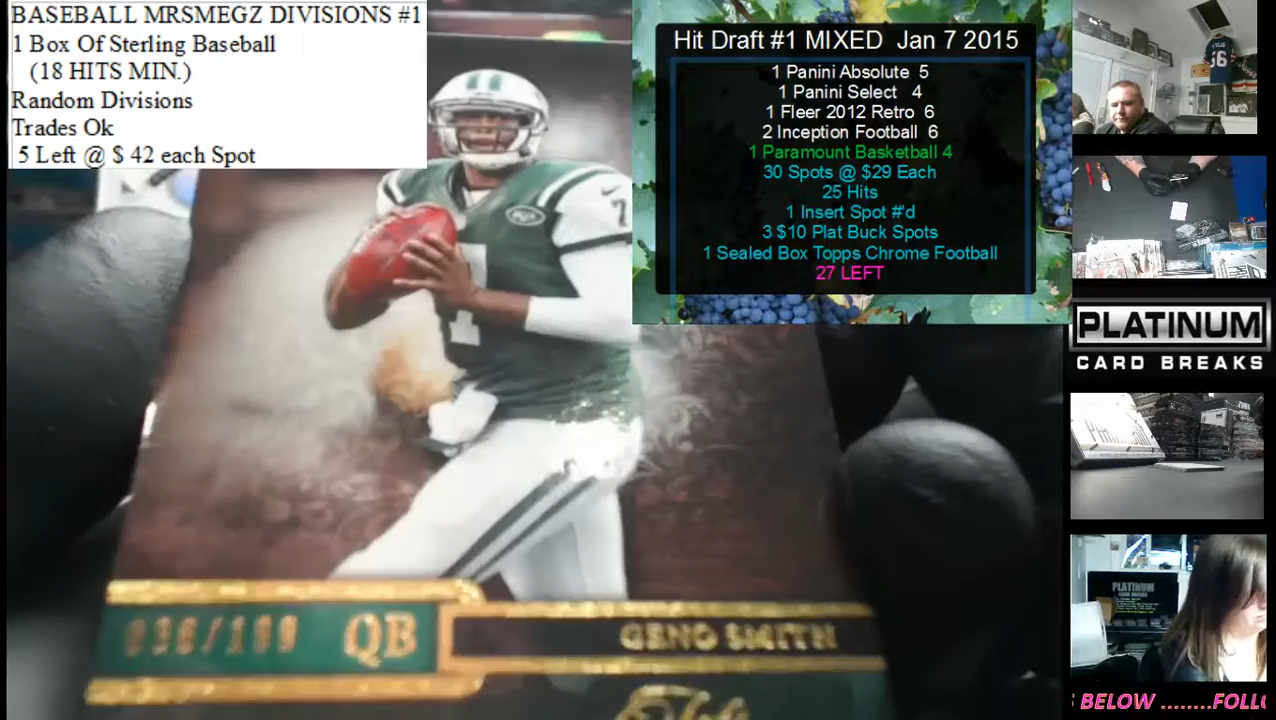 BASEBALL MRSMEGZ DIVISIONS #1
1 Box Of Sterling Baseball
(18 HITS MIN.)
Random Divisions
Trades Ok
5 Left @ $ 42 each Spot
Hit Draft #1 MIXED Jan 7 2015
1 Panini Absolute 5
1 Panini Select 4
1 Fleer 2012 Retro 6
2 Inception Football 6
1 Paramount Basketball 4
30 Spots @ $29 Each
25 Hits
1 Insert Spot #'d
3 $10 Plat Buck Spots
1 Sealed Box Topps Chrome Football
27 LEFT
7
7
QB
GENO SMITH
PLATINUM
CARD BREAKS
PLATINUM
BELOW ........FOLL